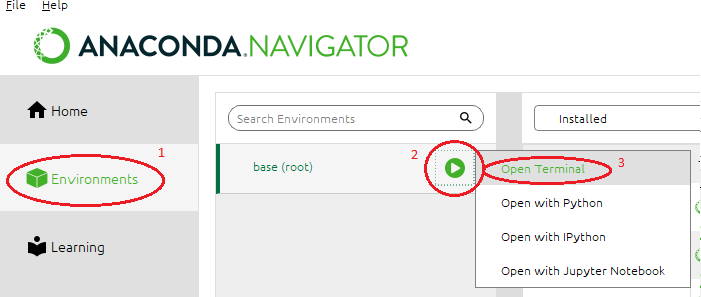 File Help
ANACONDA.NAVIGATOR
Home
Search Environments
Installed
1
2
base (root)
Open Terminal
3
Environments
Open with Python
Open with IPython
Learning
Open with Jupyter Notebook